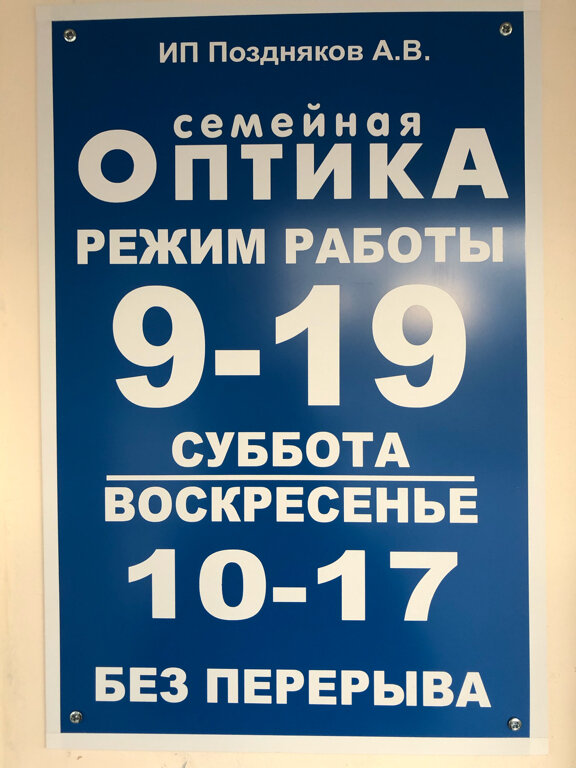 ИП Поздняков А.В.
семейная
ОПТИКА
РЕЖИМ РАБОТЫ
9-19
СУББОТА
ВОСКРЕСЕНЬЕ
10-17
БЕЗ ПЕРЕРЫВА